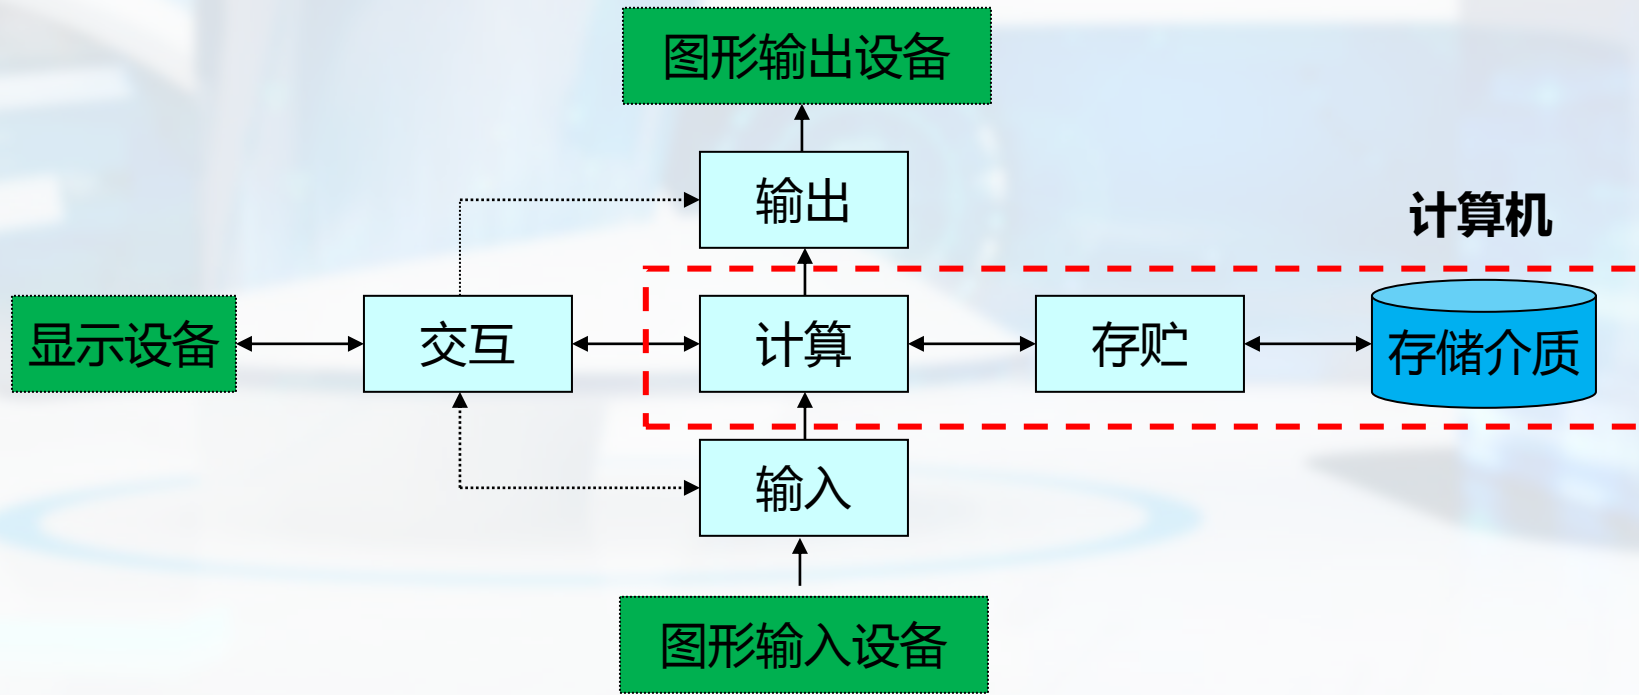 图形输出设备
输出
计算机
显示设备
交互
计算
存贮
存储介质
输入
图形输入设备